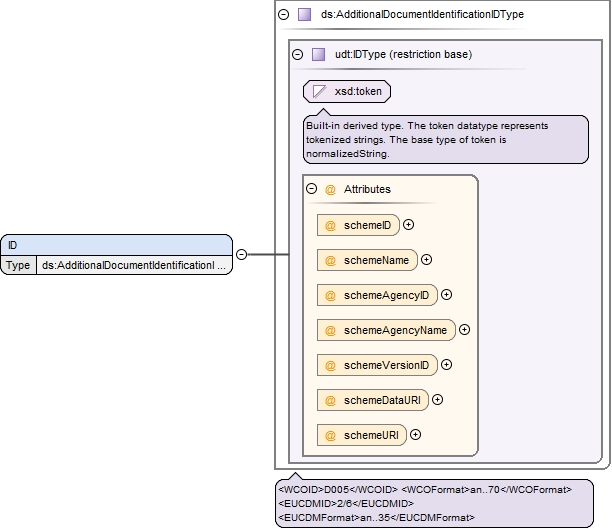 ds:AdditionalDocumentIdentificationIDType
udt:IDType (restriction base)
xsd:token
Built-in derived type. The token datatype represents
tokenized strings. The base type of token is
normalizedString.
@ Attributes
@ schemeID
@ schemeName
@ schemeAgencyID
@ schemeAgencyName
@ schemeVersionID
@ schemeDataURI
@ schemeURI
ID
Type ds:AdditionalDocumentIdentificationI ...
<WCOID>D005</WCOID> <WCOFormat>an..70</WCOFormat>
<EUCDMID>2/6</EUCDMID>
<EUCDMFormat>an..35</EUCDMFormat>